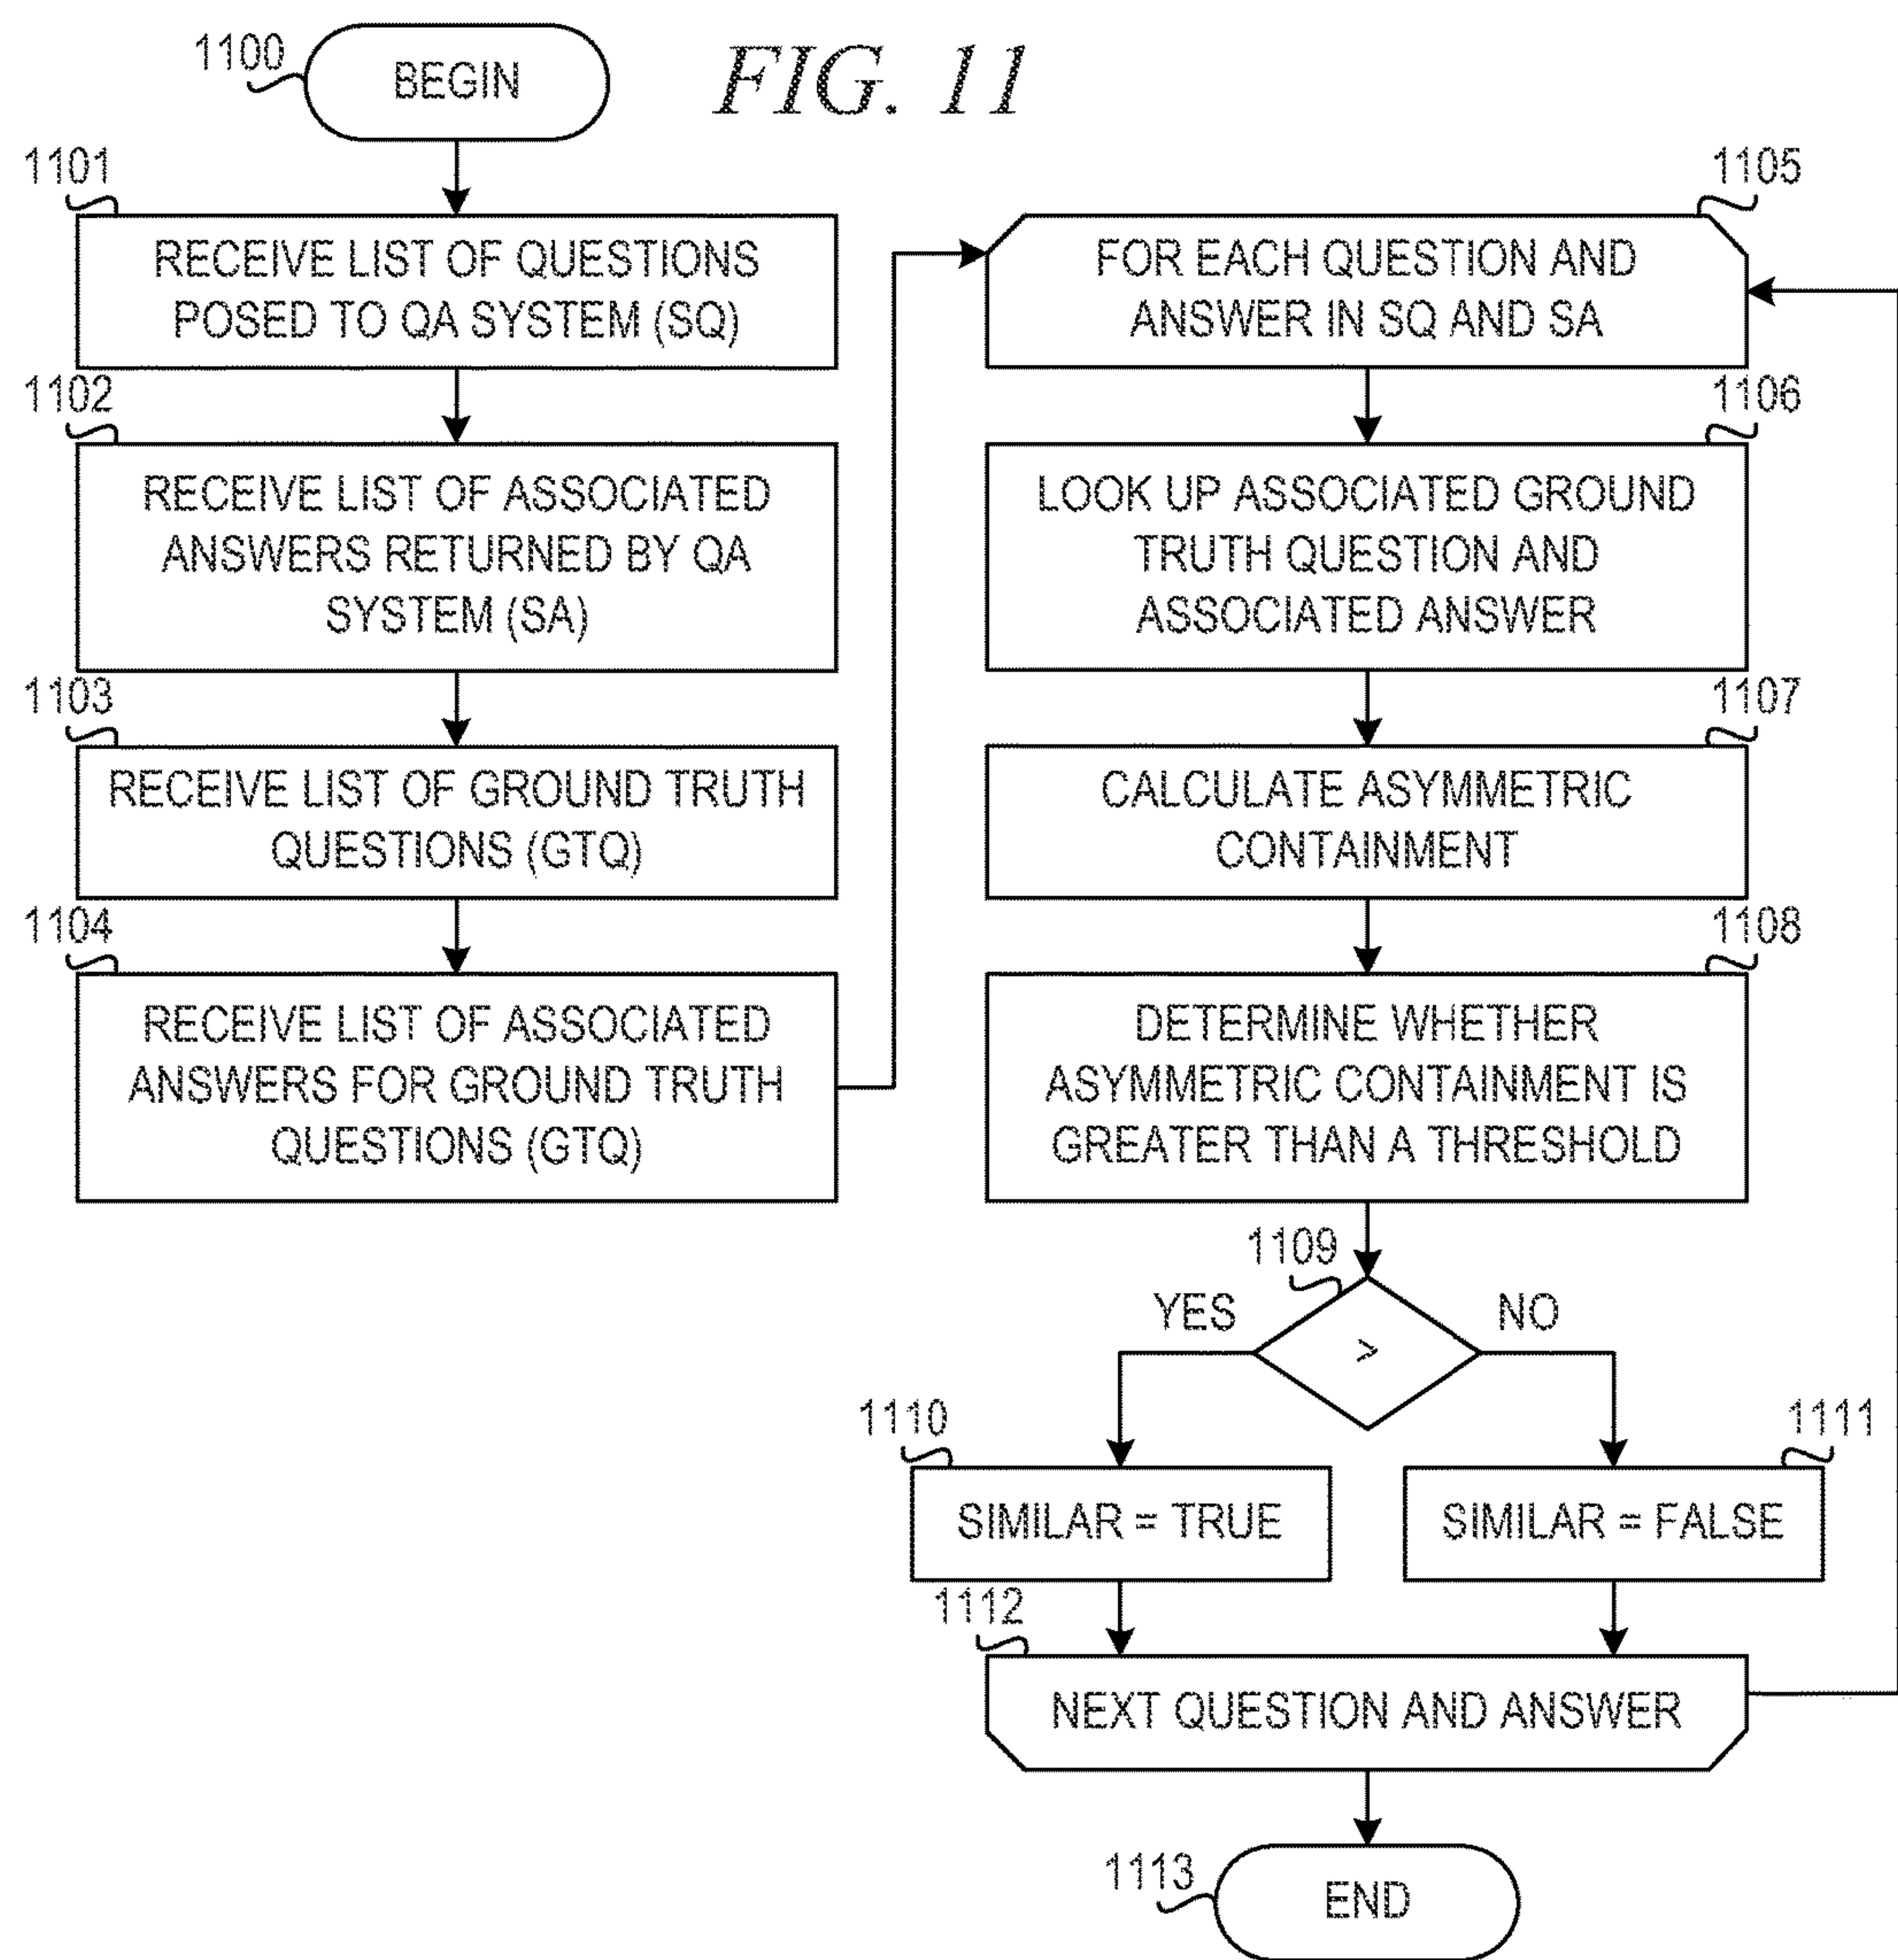 FIG. 11
1100
BEGIN
1101
RECEIVE LIST OF QUESTIONS
POSED TO QA SYSTEM (SQ)
1102
RECEIVE LIST OF ASSOCIATED
ANSWERS RETURNED BY QA
SYSTEM (SA)
1103
RECEIVE LIST OF GROUND TRUTH
QUESTIONS (GTQ)
1104
RECEIVE LIST OF ASSOCIATED
ANSWERS FOR GROUND TRUTH
QUESTIONS (GTQ)
1105
FOR EACH QUESTION AND
ANSWER IN SQ AND SA
1106
LOOK UP ASSOCIATED GROUND
TRUTH QUESTION AND
ASSOCIATED ANSWER
1107
CALCULATE ASYMMETRIC
CONTAINMENT
1108
DETERMINE WHETHER
ASYMMETRIC CONTAINMENT IS
GREATER THAN A THRESHOLD
1109
YES
>
NO
1110
SIMILAR = TRUE
1111
SIMILAR = FALSE
1112
NEXT QUESTION AND ANSWER
1113
END